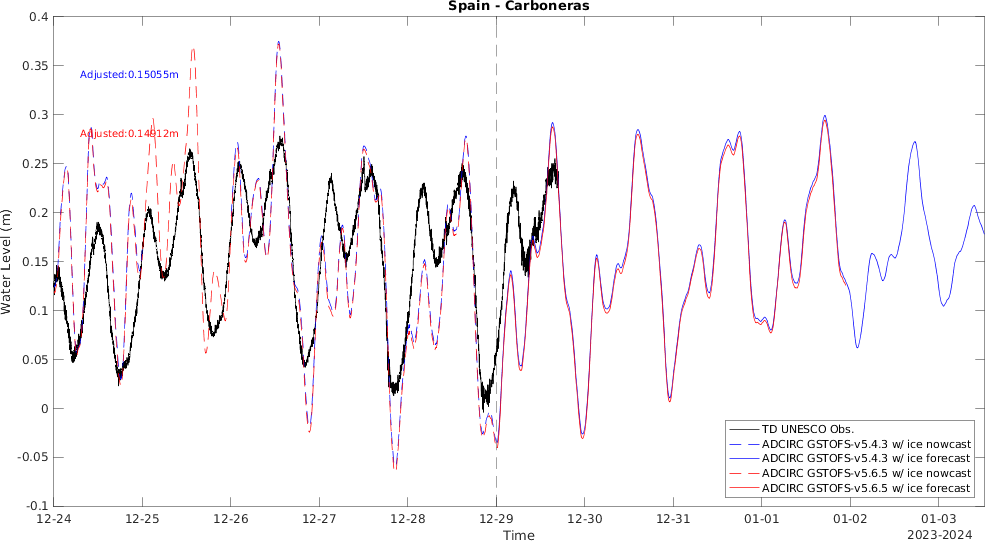 Spain - Carboneras
0.4
0.35
0.3
0.25
0.2
0.15
0.1
0.05
0
-0.05
-0.1
Water Level (m)
Adjusted:0.15055m
Adjusted:0.14912m
TD UNESCO Obs.
ADCIRC GSTOFS-v5.4.3 w/ ice nowcast
ADCIRC GSTOFS-v5.4.3 w/ ice forecast
ADCIRC GSTOFS-v5.6.5 w/ ice nowcast
ADCIRC GSTOFS-v5.6.5 w/ ice forecast
12-24 12-25 12-26 12-27 12-28 12-29 12-30 12-31 01-01 01-02 01-03
Time
2023-2024